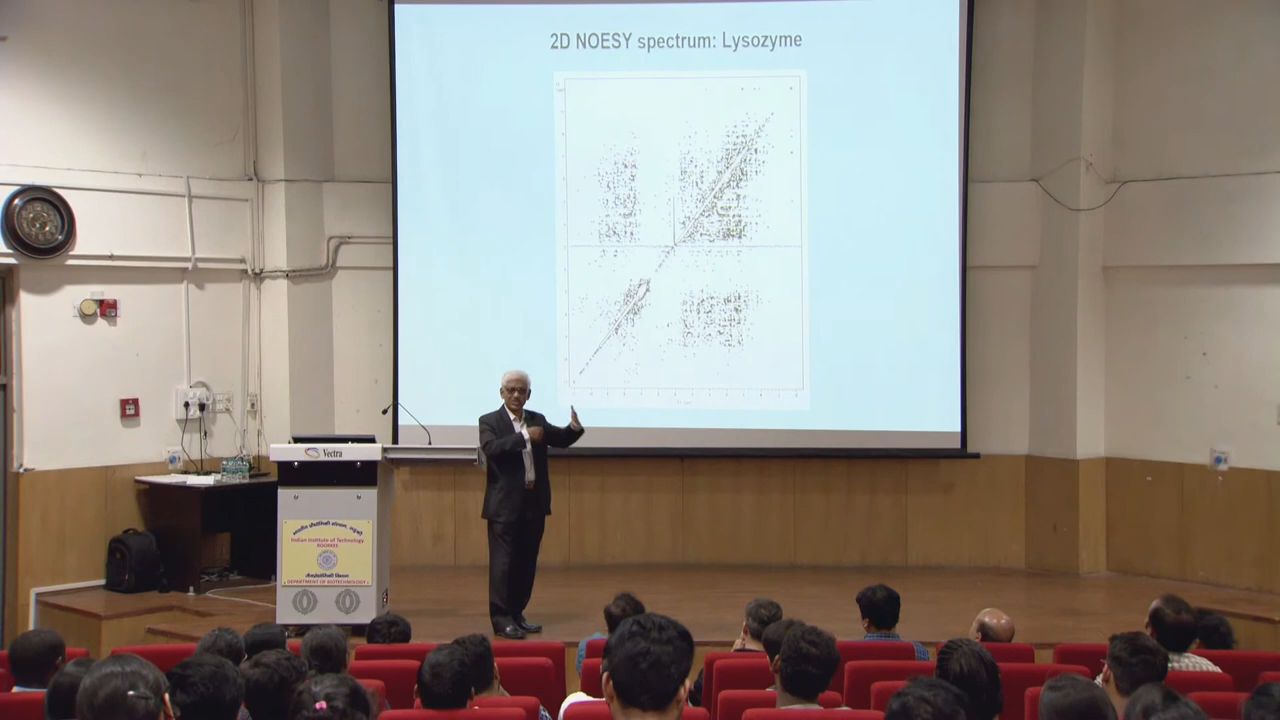 2D NOESY spectrum: Lysozyme
Vectra
Indian Institute of Technology
ROORKEE
DEPARTMENT OF BIOTECHNOLOGY